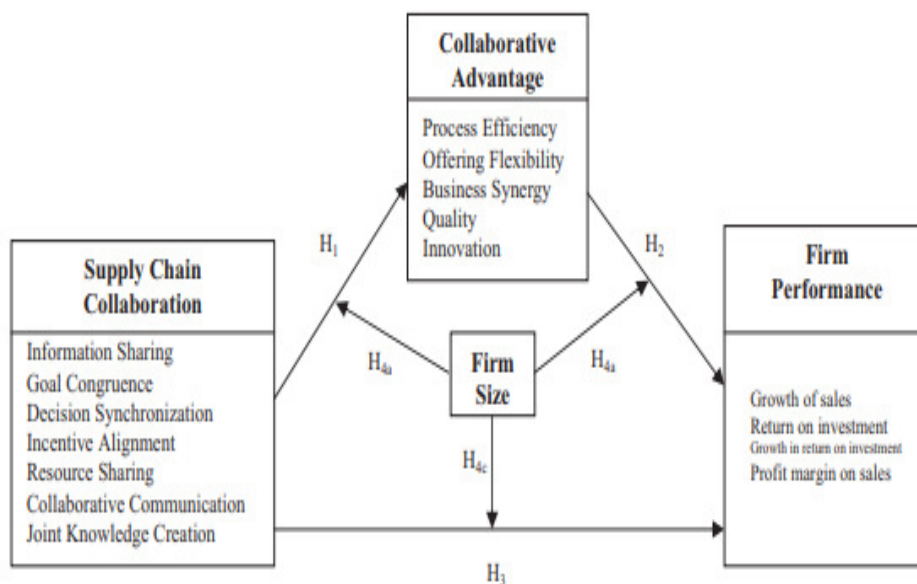 Collaborative
Advantage
Process Efficiency
Offering Flexibility
Business Synergy
Quality
Innovation
H1
H2
Supply Chain
Collaboration
Information Sharing
Goal Congruence
Decision Synchronization
Incentive Alignment
Resource Sharing
Collaborative Communication
Joint Knowledge Creation
H4a
Firm
Size
H4a
H4c
Firm
Performance
Growth of sales
Return on investment
Growth in return on investment
Profit margin on sales
H3